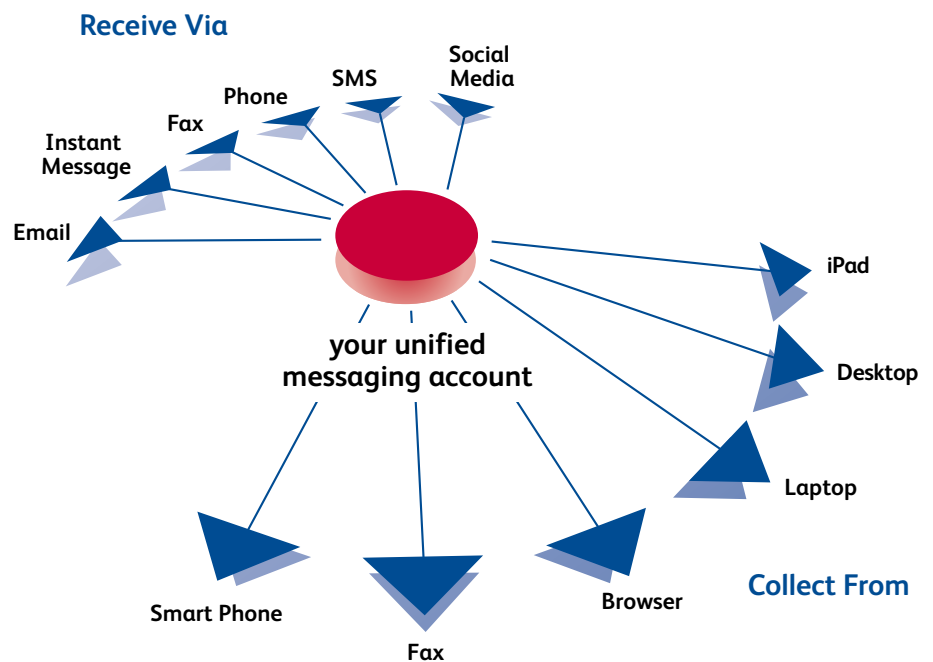 Receive Via
Social
Media
SMS
Phone
Fax
Instant
Message
Email
iPad
your unified
messaging account
Desktop
Laptop
Collect From
Browser
Smart Phone
Fax